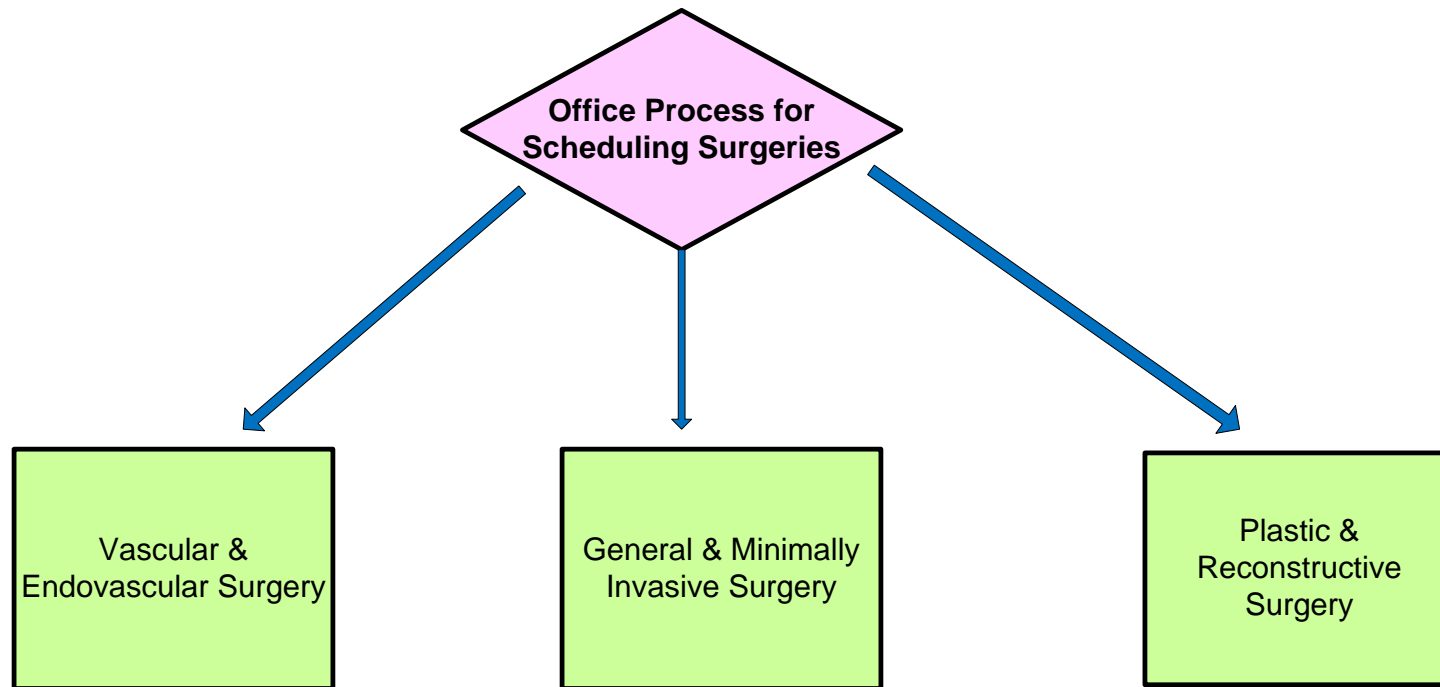 Office Process for
Scheduling Surgeries
Vascular &
Endovascular Surgery
General & Minimally
Invasive Surgery
Plastic &
Reconstructive
Surgery